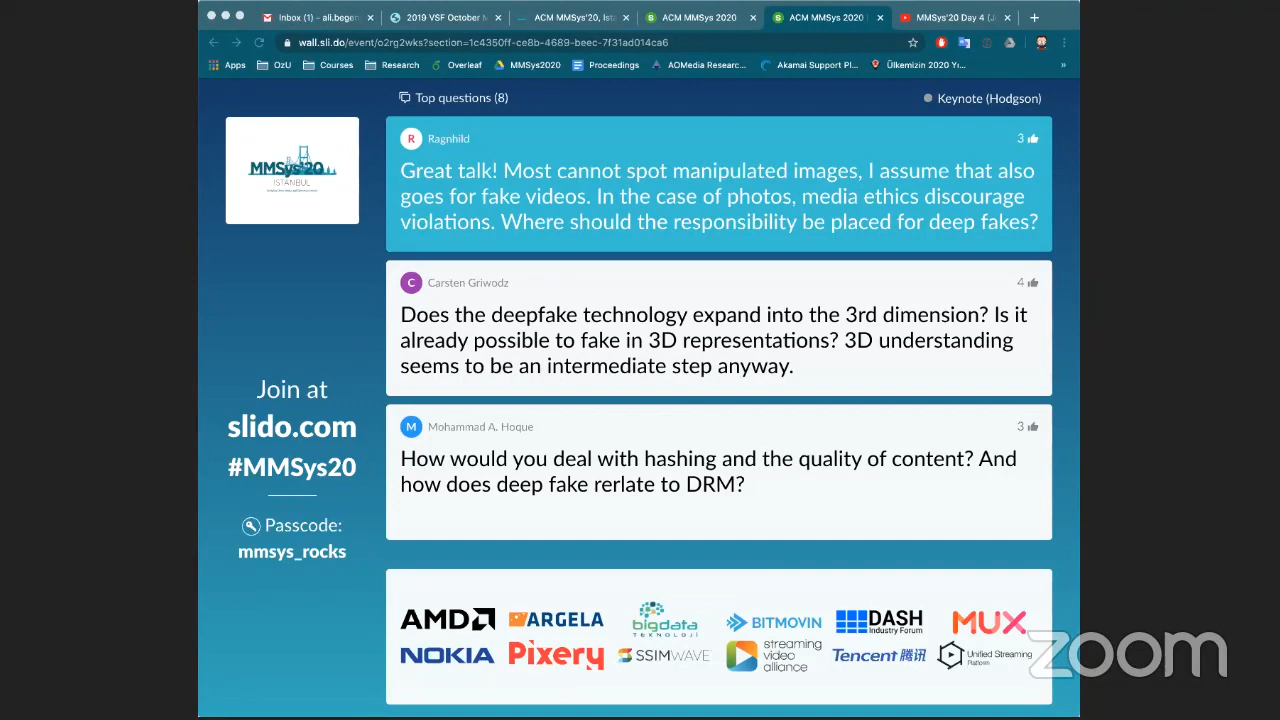 Inbox (1) - ali.begen
2019 VSF October M
ACM MMSys'20, Ista
ACM MMSys 2020
ACM MMSys 2020
MMSys'20 Day 4 (J
wall.sli.do/event/o2rg2wks?section=1c4350ff-ce8b-4689-beec-7f31ad014ca6
Apps
OzU
Courses
Research
Overleaf
MMSys2020
Proceedings
AOMedia Researc...
Akamai Support Pl...
Ülkemizin 2020 Yı...
»
Top questions (8)
Keynote (Hodgson)
MMSys'20
ISTANBUL
R
Ragnhild
3
Great talk! Most cannot spot manipulated images, I assume that also
goes for fake videos. In the case of photos, media ethics discourage
violations. Where should the responsibility be placed for deep fakes?
C
Carsten Griwodz
4
Does the deepfake technology expand into the 3rd dimension? Is it
already possible to fake in 3D representations? 3D understanding
seems to be an intermediate step anyway.
M
Mohammad A. Hoque
3
How would you deal with hashing and the quality of content? And
how does deep fake rerlate to DRM?
Join at
slido.com
#MMSys20
Passcode:
mmsys_rocks
AMD
ARGELA
bigdata
TEKNOLOJİ
BITMOVIN
DASH
Industry Forum
MUX
NOKIA
Pixery
SSIMWAVE
streaming
video
alliance
Tencent 腾讯
Unified Streaming
Platform
zoom